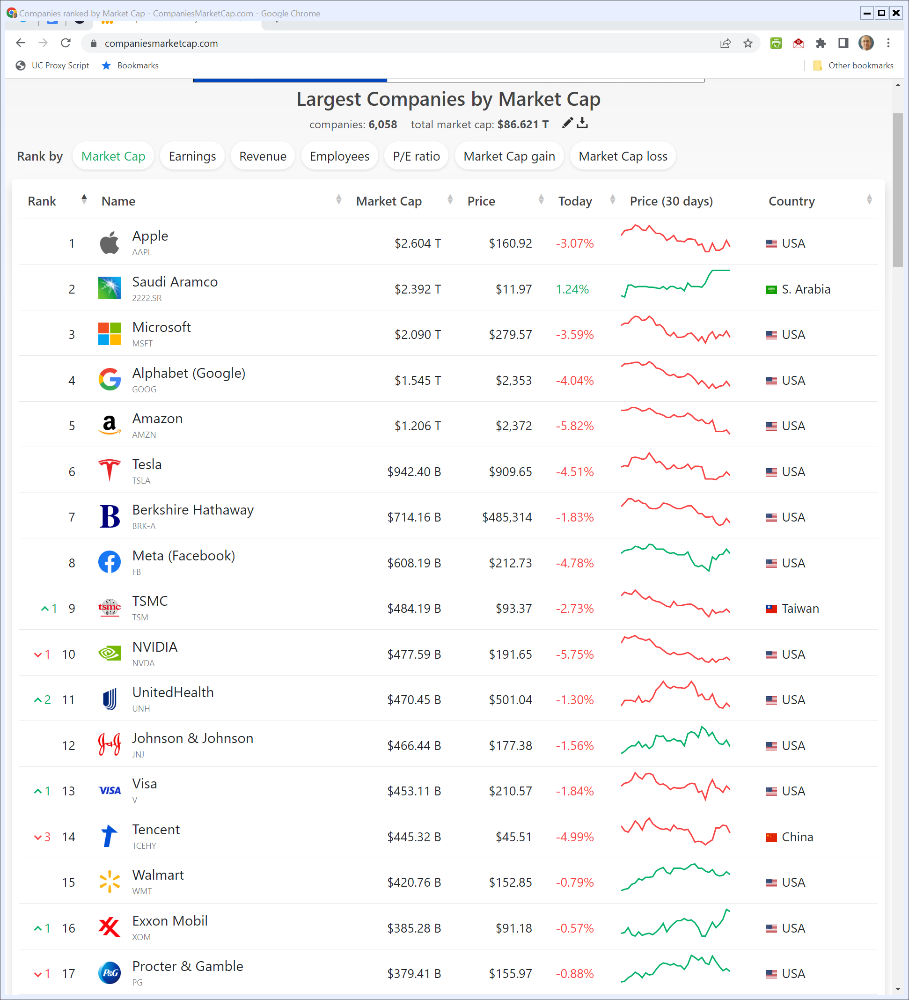 Companies ranked by Market Cap - CompaniesMarketCap.com - Google Chrome
companiesmarketcap.com
UC Proxy Script Bookmarks Other bookmarks
Largest Companies by Market Cap
companies: 6,058 total market cap: $86.621 T
Rank by Market Cap Earnings Revenue Employees P/E ratio Market Cap gain Market Cap loss
Rank Name Market Cap Price Today Price (30 days) Country
1 Apple AAPL $2.604 T $160.92 -3.07% USA
2 Saudi Aramco 2222.SR $2.392 T $11.97 1.24% S. Arabia
3 Microsoft MSFT $2.090 T $279.57 -3.59% USA
4 Alphabet (Google) GOOG $1.545 T $2,353 -4.04% USA
5 a Amazon AMZN $1.206 T $2,372 -5.82% USA
6 Tesla TSLA $942.40 B $909.65 -4.51% USA
7 B Berkshire Hathaway BRK-A $714.16 B $485,314 -1.83% USA
8 Meta (Facebook) FB $608.19 B $212.73 -4.78% USA
1 9 tsmc TSMC TSM $484.19 B $93.37 -2.73% Taiwan
1 10 NVIDIA NVDA $477.59 B $191.65 -5.75% USA
2 11 UnitedHealth UNH $470.45 B $501.04 -1.30% USA
12 J&J Johnson & Johnson JNJ $466.44 B $177.38 -1.56% USA
1 13 VISA Visa V $453.11 B $210.57 -1.84% USA
3 14 Tencent TCEHY $445.32 B $45.51 -4.99% China
15 Walmart WMT $420.76 B $152.85 -0.79% USA
1 16 Exxon Mobil XOM $385.28 B $91.18 -0.57% USA
1 17 P&G Procter & Gamble PG $379.41 B $155.97 -0.88% USA